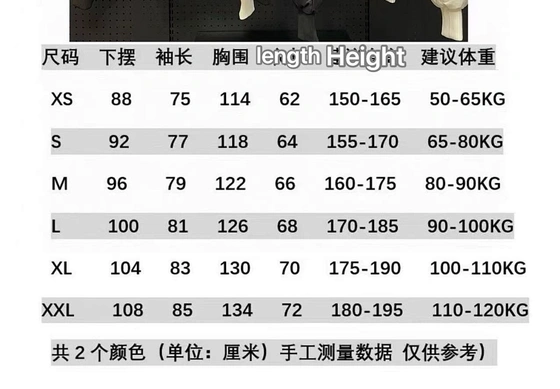 尺码 下摆 袖长 胸围 length Height 建议体重
XS 88 75 114 62 150-165 50-65KG
S 92 77 118 64 155-170 65-80KG
M 96 79 122 66 160-175 80-90KG
L 100 81 126 68 170-185 90-100KG
XL 104 83 130 70 175-190 100-110KG
XXL 108 85 134 72 180-195 110-120KG
共 2 个颜色（单位：厘米）手工测量数据 仅供参考）